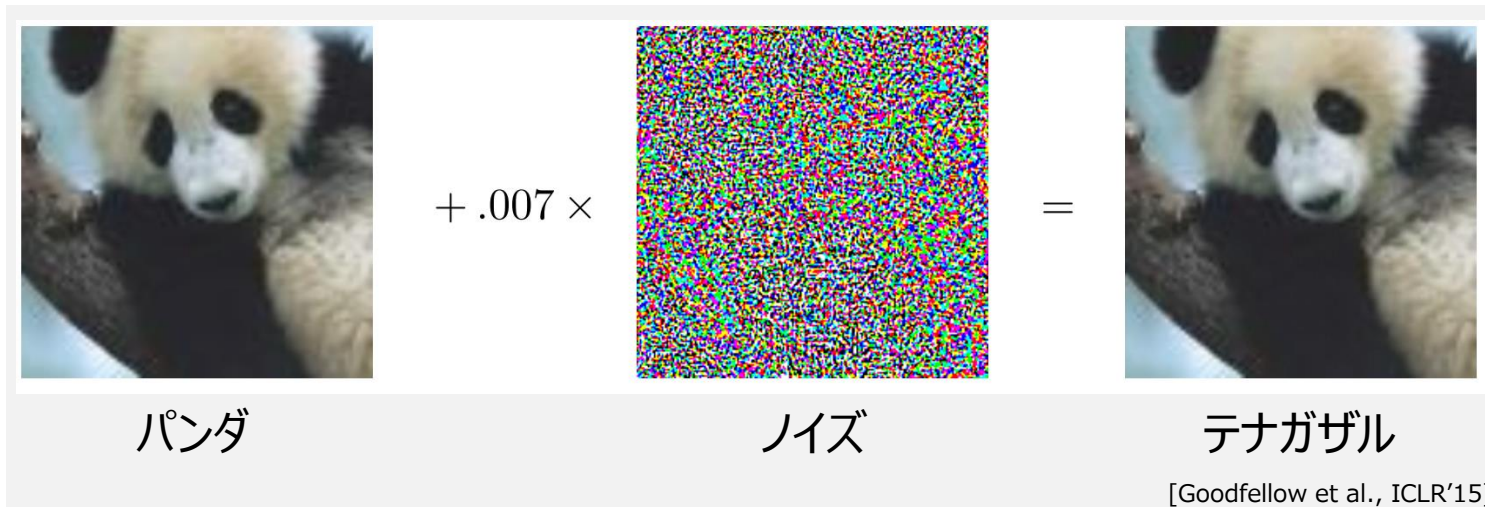 + .007 ×
=
パンダ
ノイズ
テナガザル
[Goodfellow et al., ICLR'15]